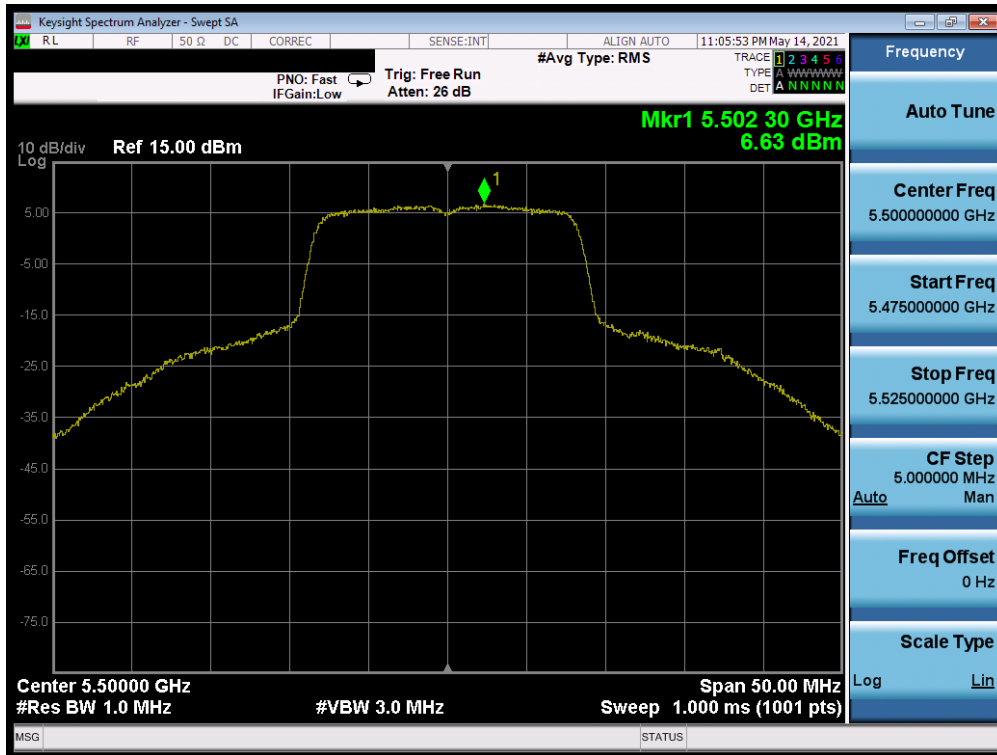 Keysight Spectrum Analyzer - Swept SA
LXI RL RF 50 Ω DC CORREC SENSE:INT ALIGN AUTO 11:05:53 PM May 14, 2021
#Avg Type: RMS
TRACE 1 2 3 4 5 6
PNO: Fast Trig: Free Run
TYPE A WWWWW
IFGain:Low Atten: 26 dB
DET A N N N N N
Mkr1 5.502 30 GHz
6.63 dBm
10 dB/div Ref 15.00 dBm
Log
1
5.00
-5.00
-15.0
-25.0
-35.0
-45.0
-55.0
-65.0
-75.0
Center 5.50000 GHz Span 50.00 MHz
#Res BW 1.0 MHz #VBW 3.0 MHz Sweep 1.000 ms (1001 pts)
MSG STATUS
Frequency
Auto Tune
Center Freq
5.500000000 GHz
Start Freq
5.475000000 GHz
Stop Freq
5.525000000 GHz
CF Step
5.000000 MHz
Auto Man
Freq Offset
0 Hz
Scale Type
Log Lin